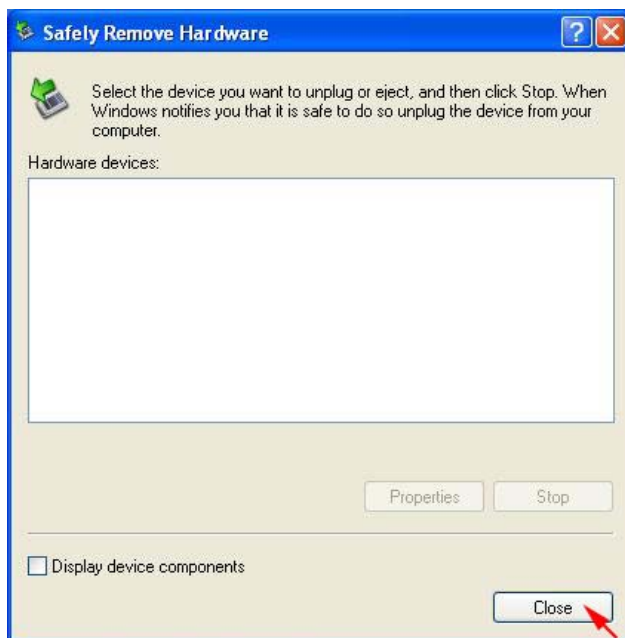 Safely Remove Hardware
Select the device you want to unplug or eject, and then click Stop. When
Windows notifies you that it is safe to do so unplug the device from your
computer.
Hardware devices:
Properties Stop
Display device components
Close